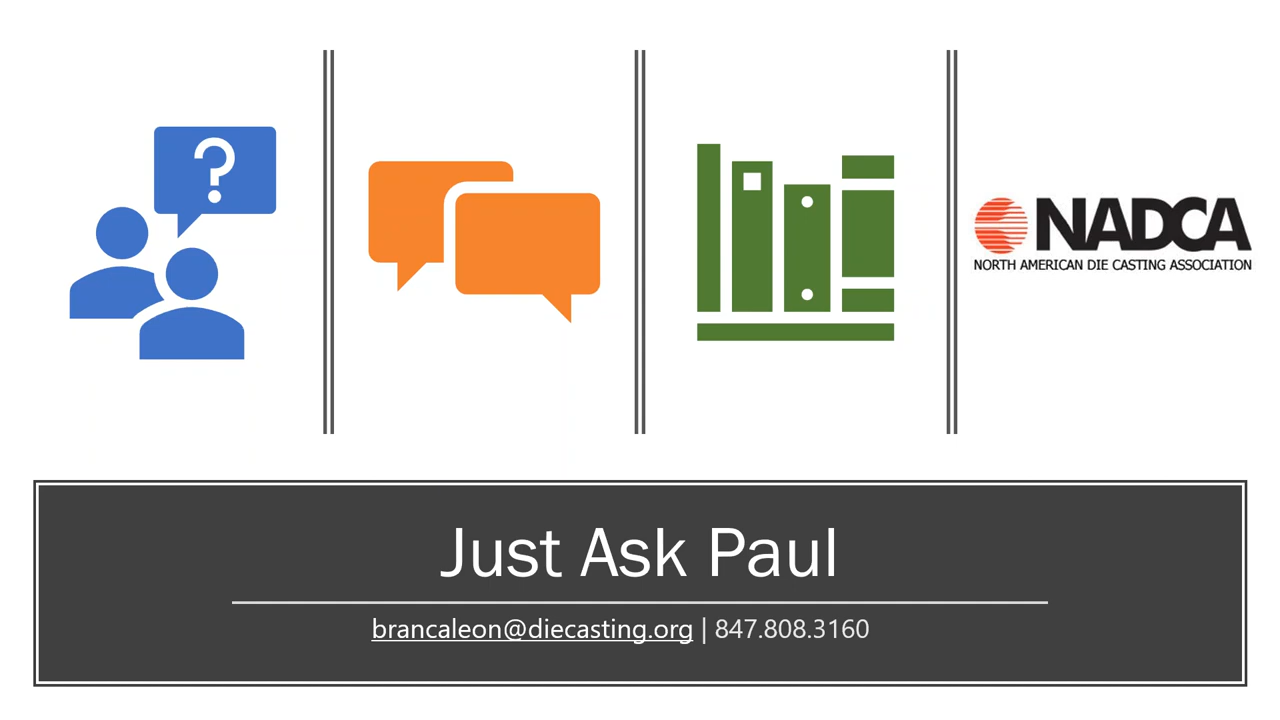 ?
NADCA
NORTH AMERICAN DIE CASTING ASSOCIATION
Just Ask Paul
brancaleon@diecasting.org | 847.808.3160